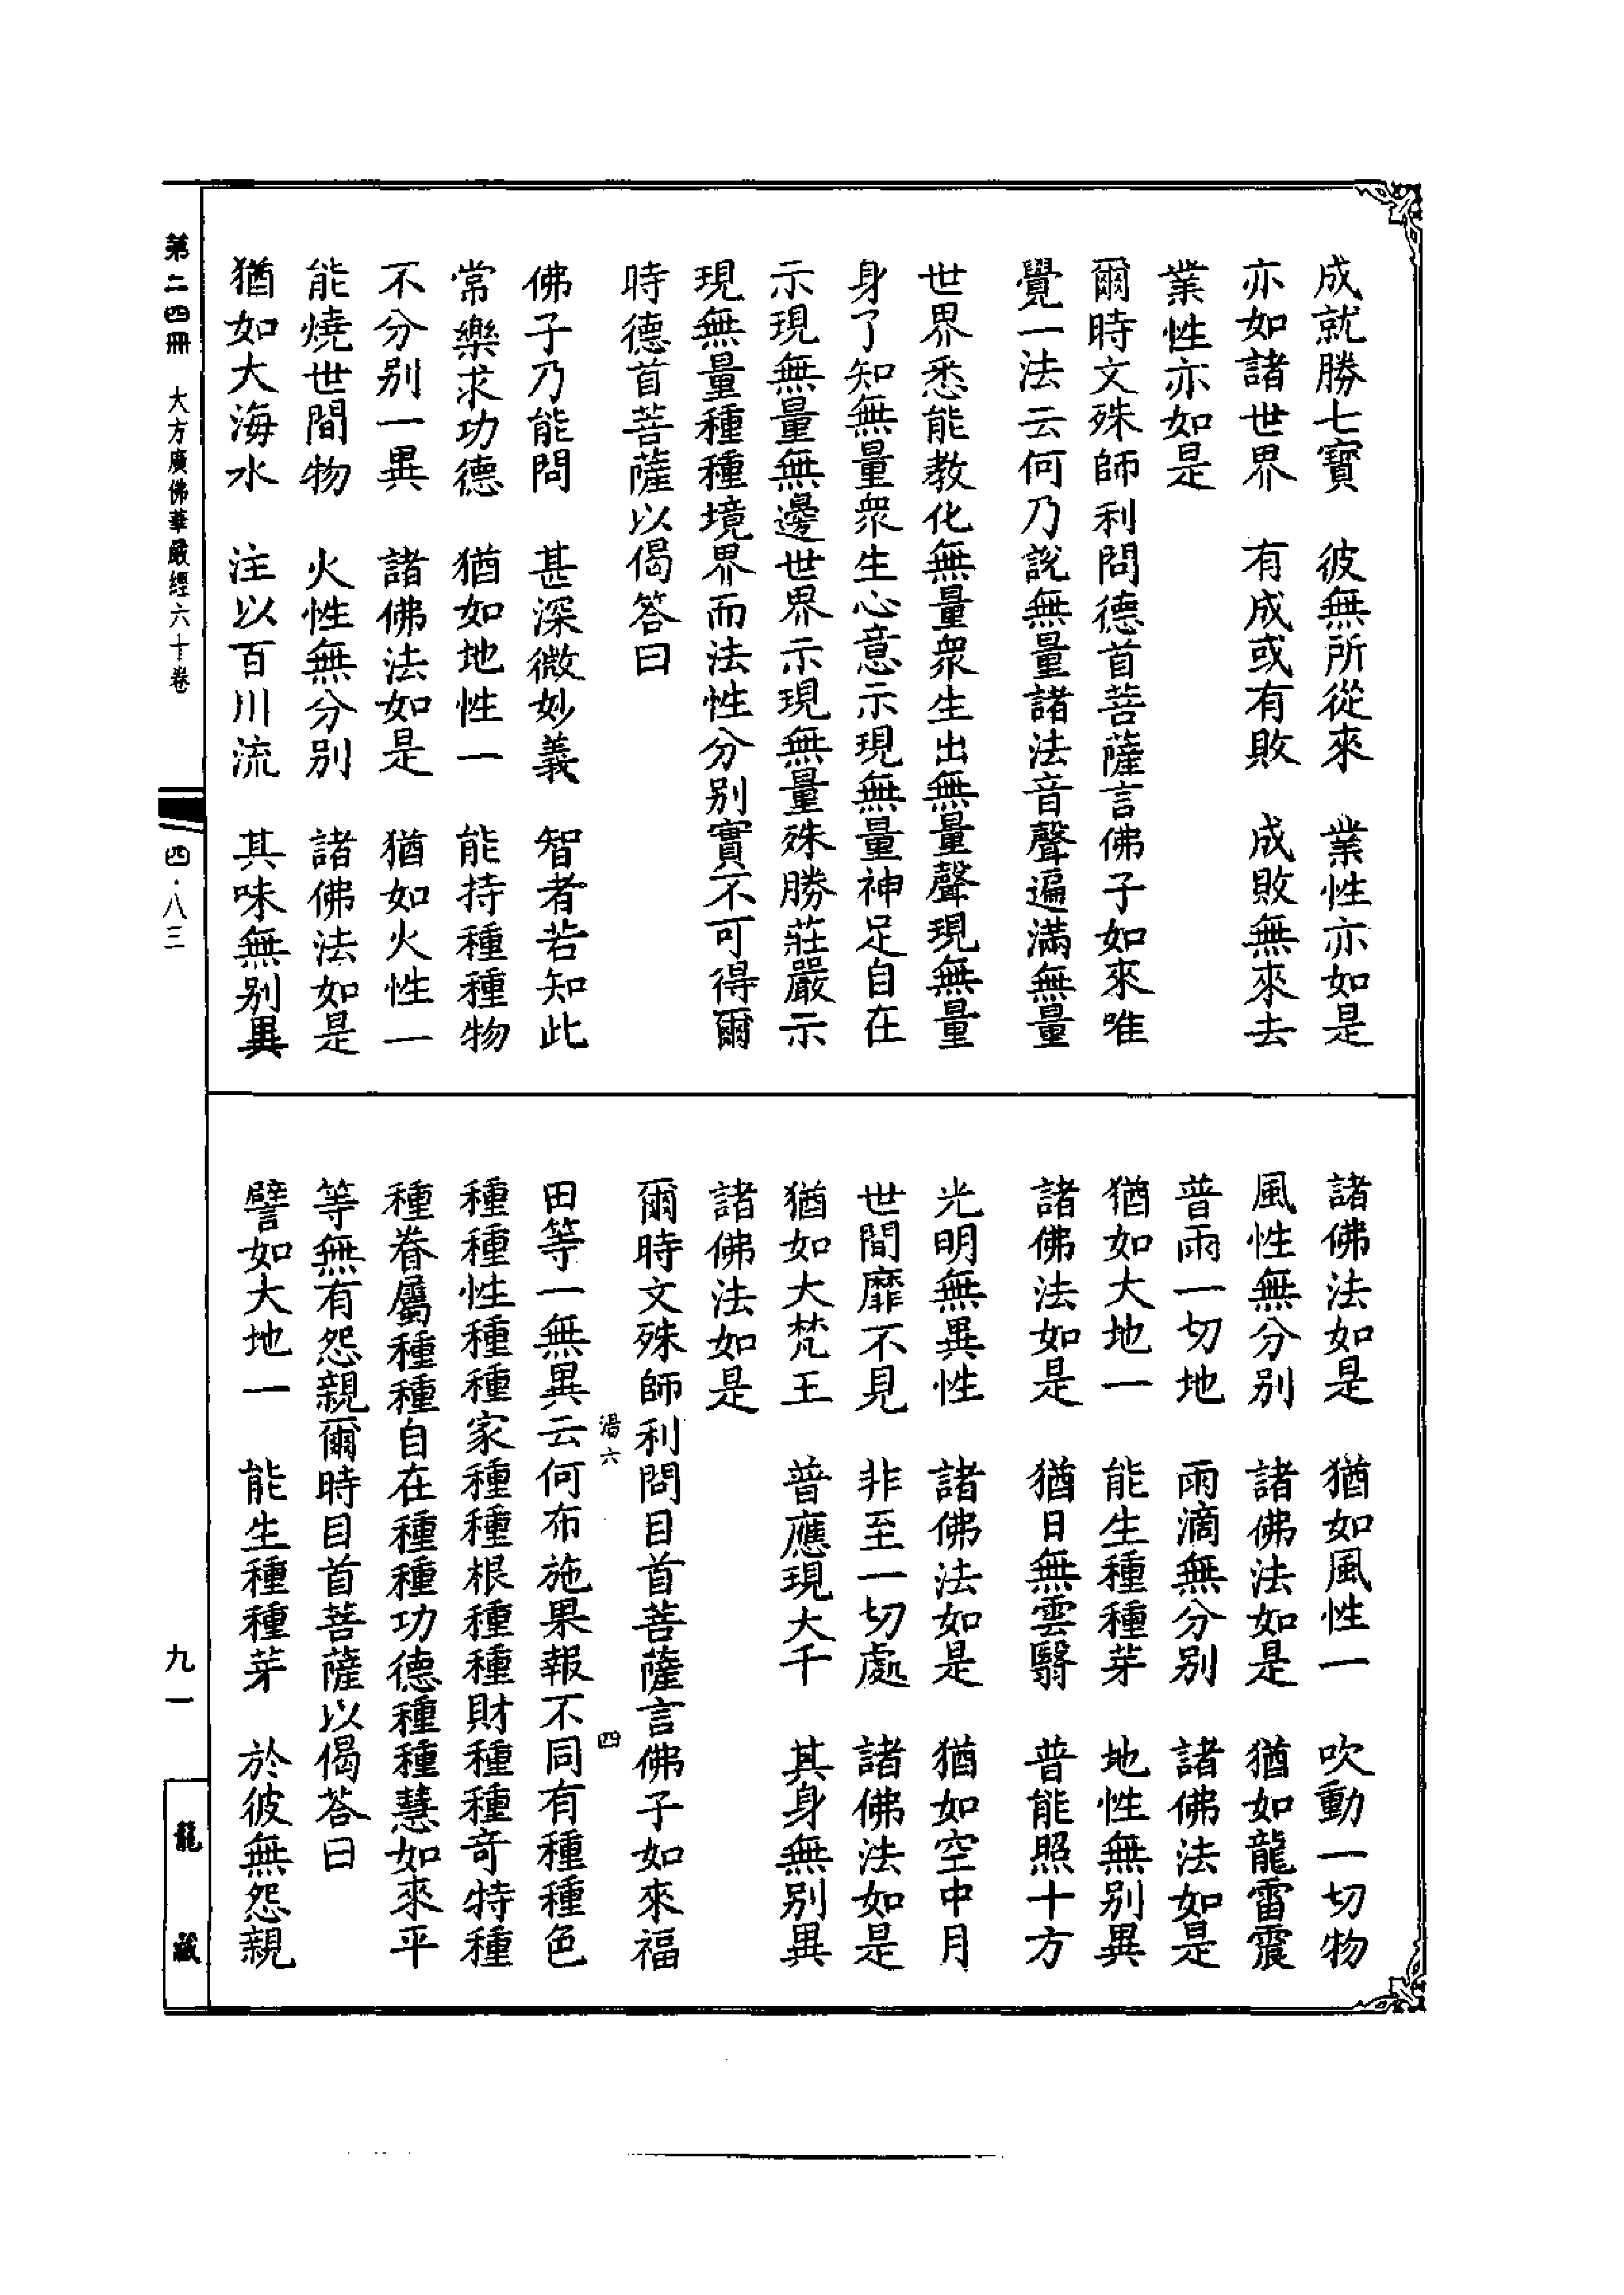 成就勝七寶　彼無所從來　業性亦如是
亦如諸世界　有成或有敗　成敗無來去
業性亦如是
爾時文殊師利問德首菩薩言佛子如來唯
覺一法云何乃說無量諸法音聲遍滿無量
世界悉能教化無量衆生出無量聲現無量
身了知無量衆生心意示現無量神足自在
示現無量無邊世界示現無量殊勝莊嚴示
現無量種種境界而法性分別實不可得爾
時德首菩薩以偈答曰
佛子乃能問　甚深微妙義　智者若知此
常樂求功德　猶如地性一　能持種種物
不分別一異　諸佛法如是　猶如火性一
能燒世間物　火性無分別　諸佛法如是
猶如大海水　注以百川流　其味無別異
諸佛法如是　猶如風性一　吹動一切物
風性無分別　諸佛法如是　猶如龍雷震
普雨一切地　雨滴無分別　諸佛法如是
猶如大地一　能生種種芽　地性無別異
諸佛法如是　猶日無雲翳　普能照十方
光明無異性　諸佛法如是　猶如空中月
世間靡不見　非至一切處　諸佛法如是
猶如大梵王　普應現大千　其身無別異
諸佛法如是
爾時文殊師利問目首菩薩言佛子如來福
湯六　四
田等一無異云何布施果報不同有種種色
種種性種種家種種根種種財種種奇特種
種眷屬種種自在種種功德種種慧如來平
等無有怨親爾時目首菩薩以偈荅曰
譬如大地一　能生種種芽　於彼無怨親
第二四冊　大方廣佛華嚴經六十卷
四·八三
九一
龍藏